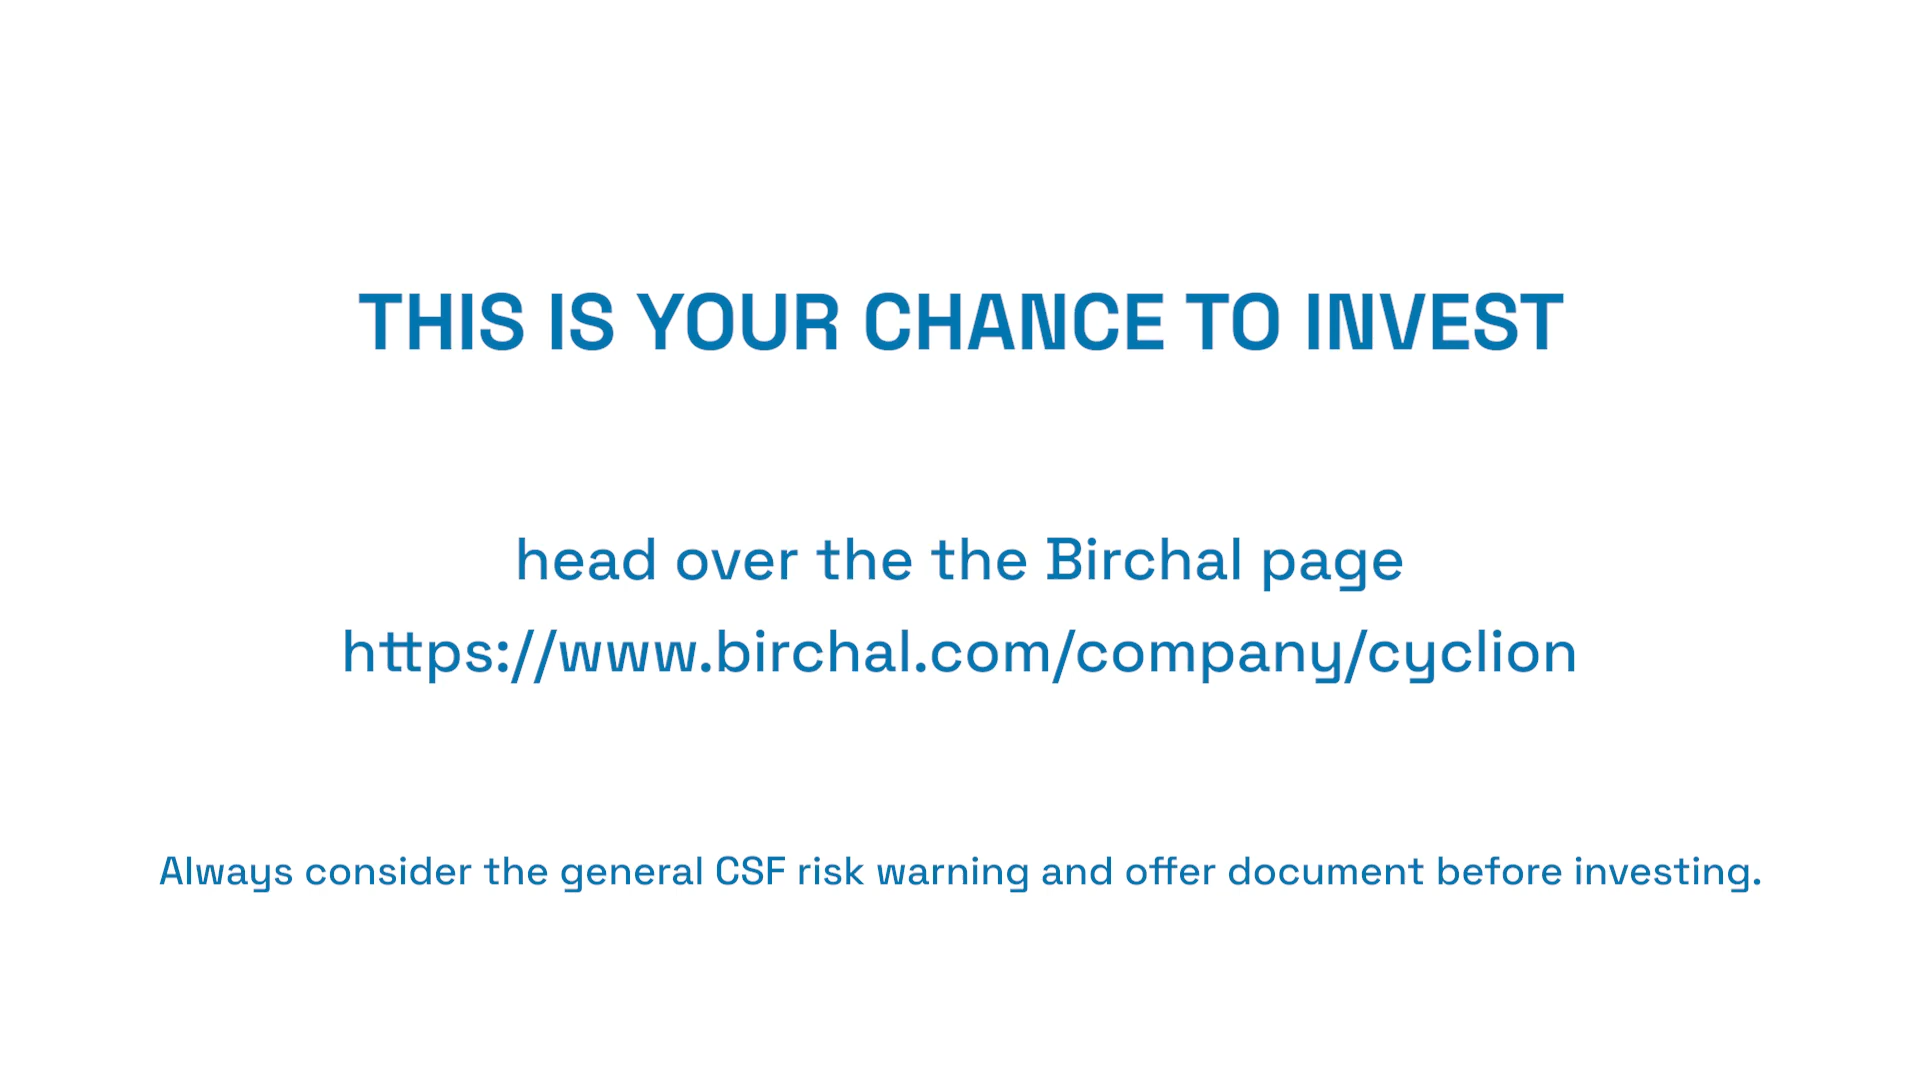 THIS IS YOUR CHANCE TO INVEST
head over the the Birchal page
https://www.birchal.com/company/cyclion
Always consider the general CSF risk warning and offer document before investing.